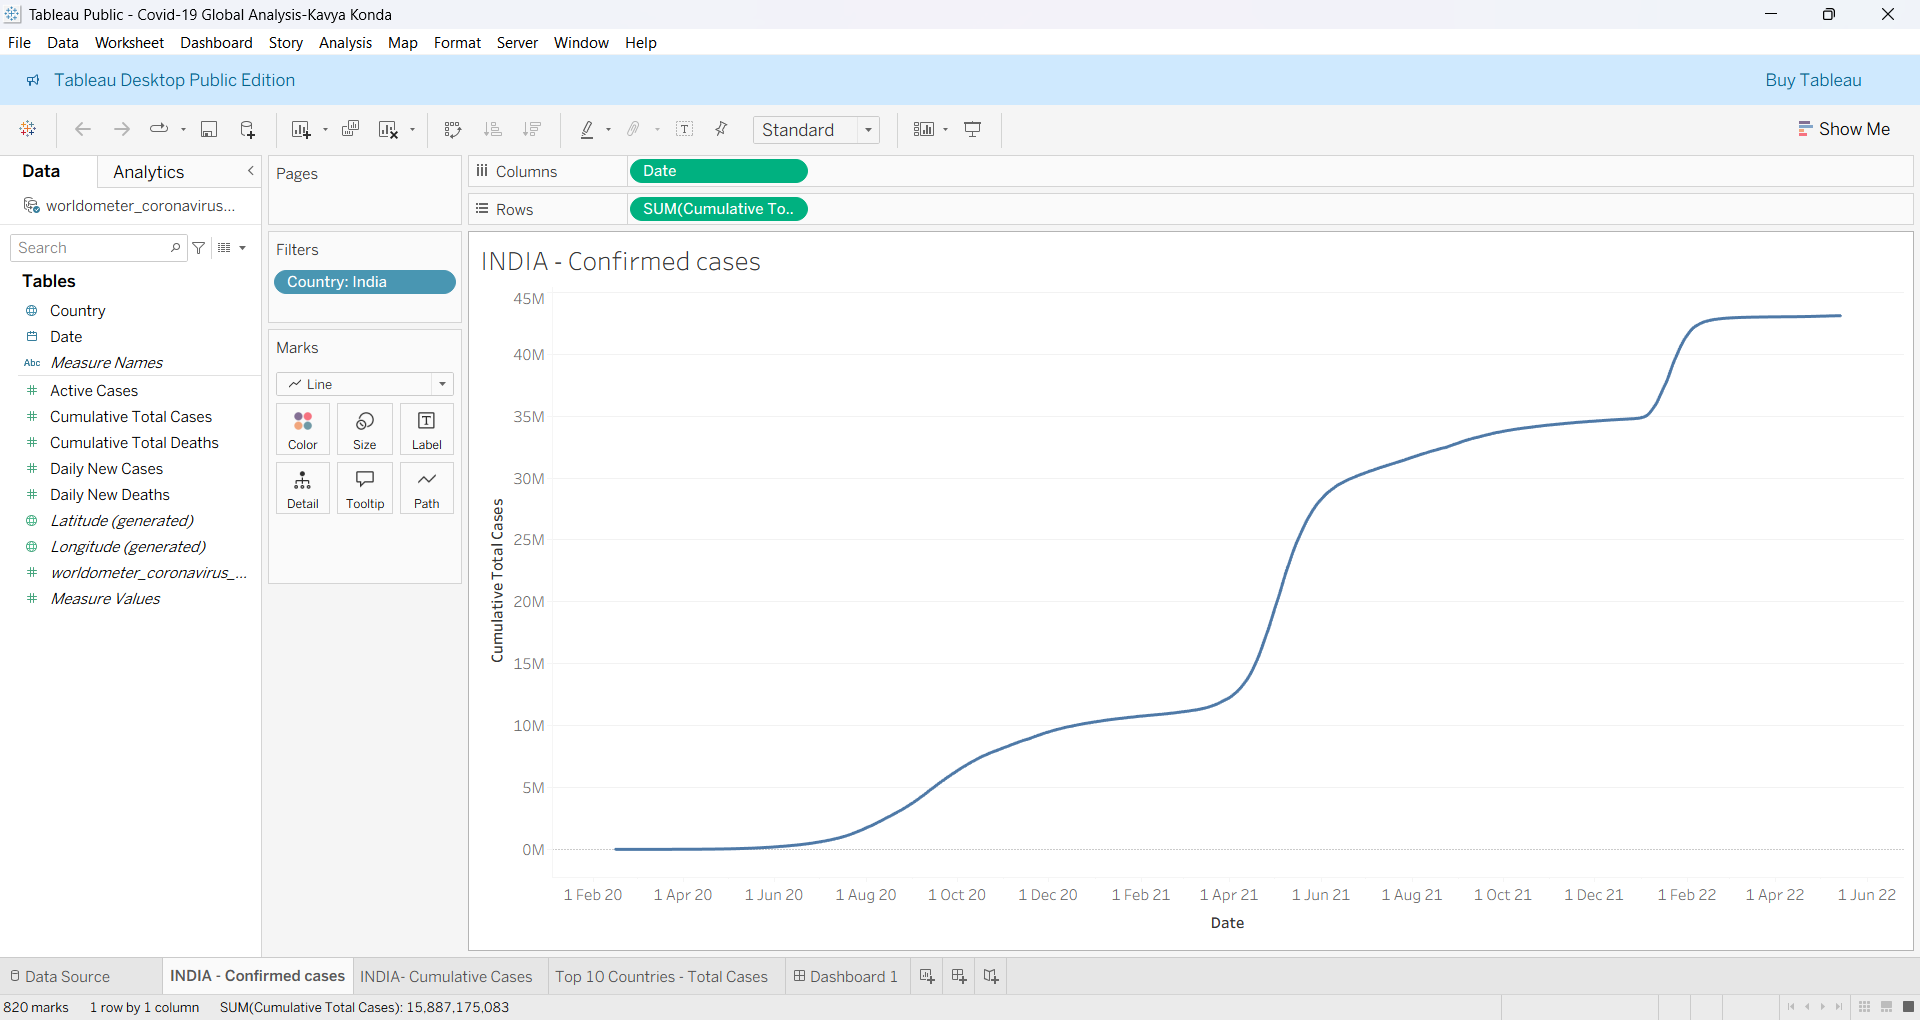 Tableau Public - Covid-19 Global Analysis-Kavya Konda
File Data Worksheet Dashboard Story Analysis Map Format Server Window Help
Tableau Desktop Public Edition
Buy Tableau
Standard
Show Me
Data
Analytics
worldometer_coronavirus...
Search
Tables
Country
Date
Abc Measure Names
Active Cases
Cumulative Total Cases
Cumulative Total Deaths
Daily New Cases
Daily New Deaths
Latitude (generated)
Longitude (generated)
worldometer_coronavirus_...
Measure Values
Pages
Filters
Country: India
Marks
Line
Color Size Label
Detail Tooltip Path
Columns
Date
Rows
SUM(Cumulative To..
INDIA - Confirmed cases
Cumulative Total Cases
45M
40M
35M
30M
25M
20M
15M
10M
5M
0M
1 Feb 20 1 Apr 20 1 Jun 20 1 Aug 20 1 Oct 20 1 Dec 20 1 Feb 21 1 Apr 21 1 Jun 21 1 Aug 21 1 Oct 21 1 Dec 21 1 Feb 22 1 Apr 22 1 Jun 22
Date
Data Source INDIA - Confirmed cases INDIA- Cumulative Cases Top 10 Countries - Total Cases Dashboard 1
820 marks 1 row by 1 column SUM(Cumulative Total Cases): 15,887,175,083